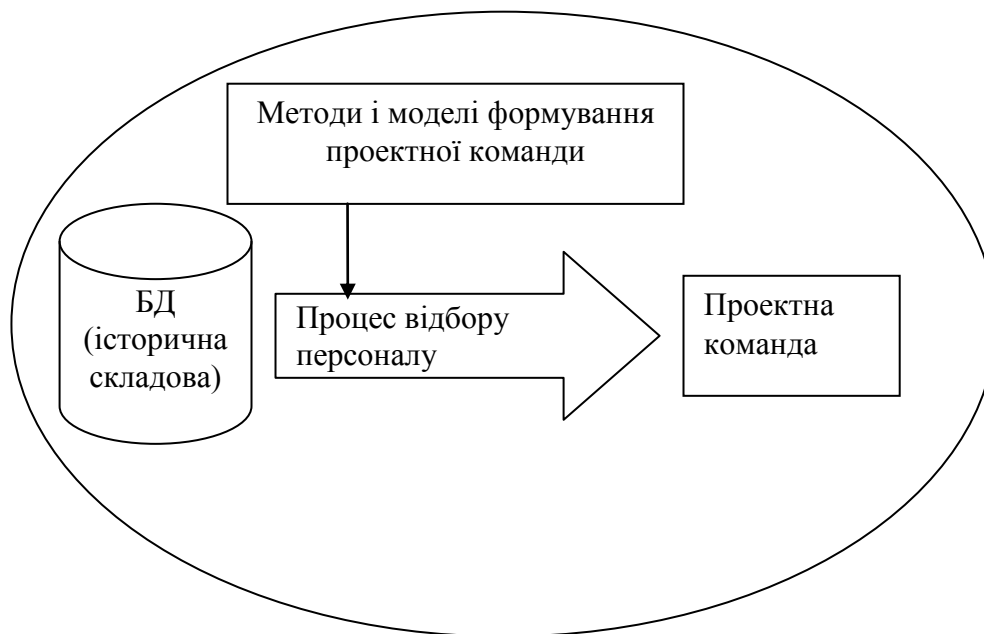 Методи і моделі формування
проектної команди
БД
(історична
складова)
Процес відбору
персоналу
Проектна
команда